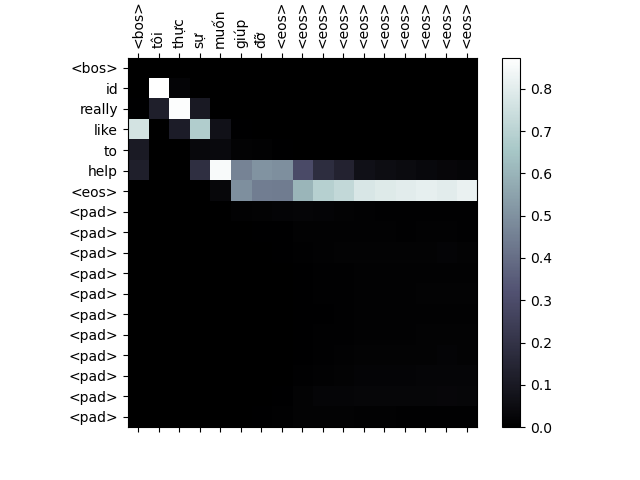 <bos> tôi thực sự muốn giúp đỡ <eos> <eos> <eos> <eos> <eos> <eos> <eos> <eos> <eos> <eos>
<bos>
id
really
like
to
help
<eos>
<pad>
<pad>
<pad>
<pad>
<pad>
<pad>
<pad>
<pad>
<pad>
<pad>
<pad>
0.8
0.7
0.6
0.5
0.4
0.3
0.2
0.1
0.0